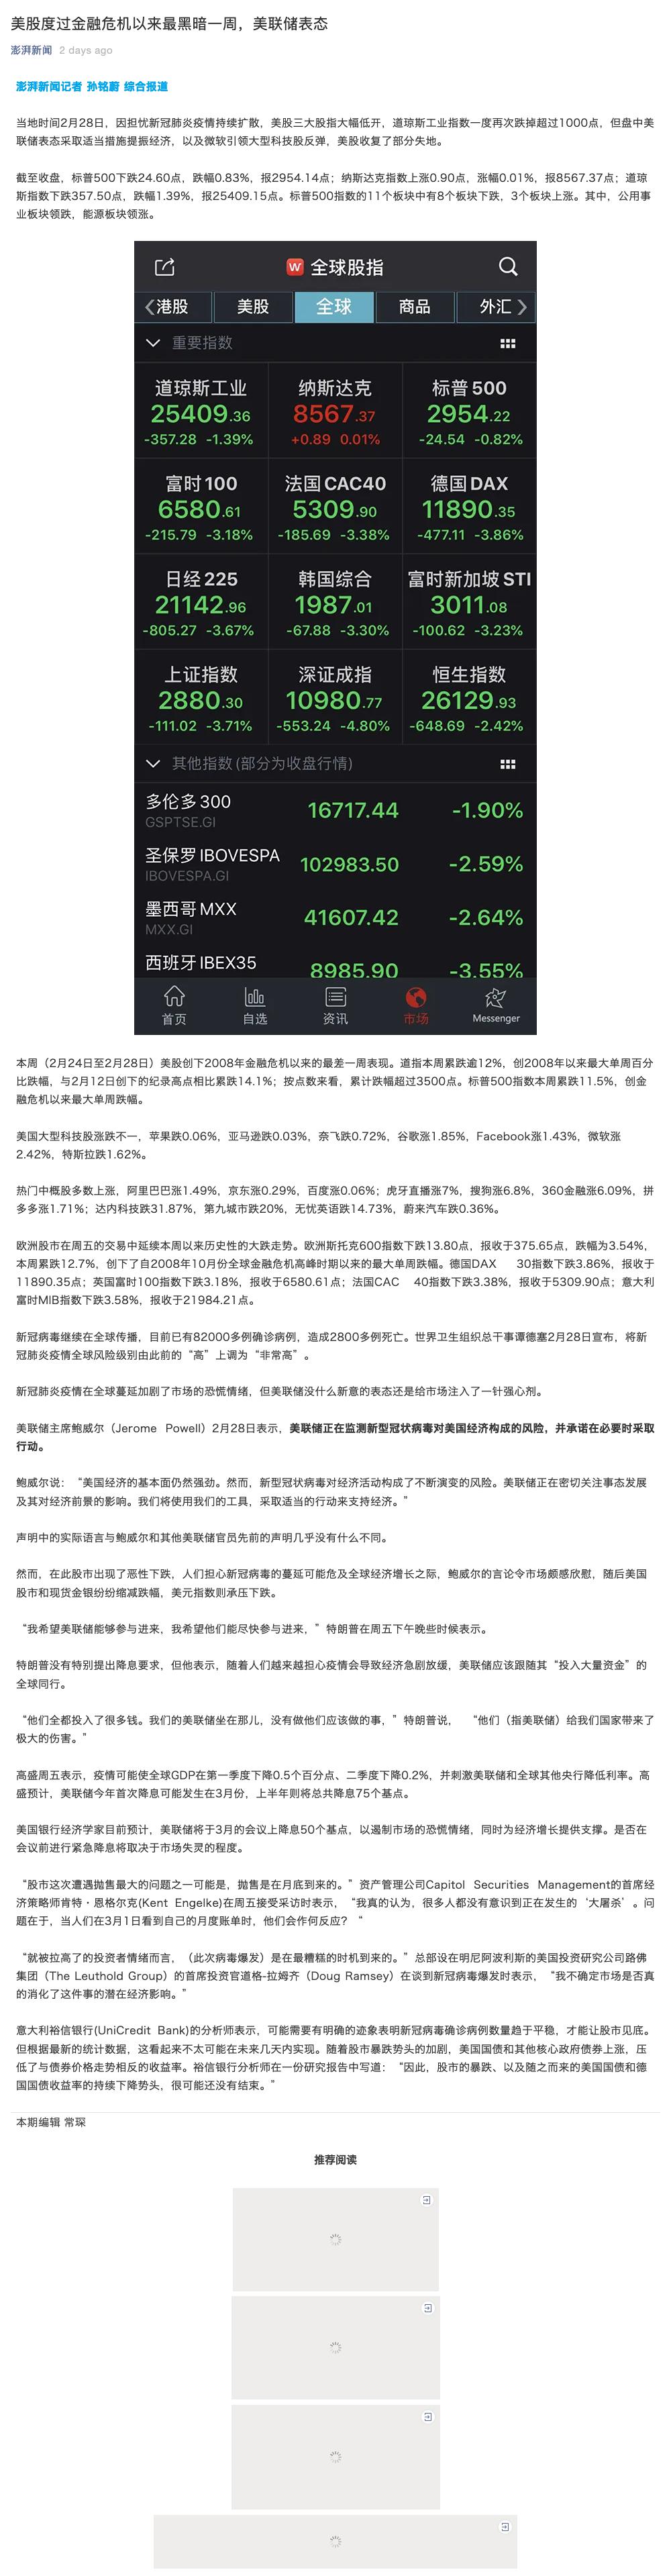 美股度过金融危机以来最黑暗一周，美联储表态
澎湃新闻 2 days ago
澎湃新闻记者 孙铭蔚 综合报道
当地时间2月28日，因担忧新冠肺炎疫情持续扩散，美股三大股指大幅低开，道琼斯工业指数一度再次跌掉超过1000点，但盘中美
联储表态采取适当措施提振经济，以及微软引领大型科技股反弹，美股收复了部分失地。
截至收盘，标普500下跌24.60点，跌幅0.83%，报2954.14点；纳斯达克指数上涨0.90点，涨幅0.01%，报8567.37点；道琼
斯指数下跌357.50点，跌幅1.39%，报25409.15点。标普500指数的11个板块中有8个板块下跌，3个板块上涨。其中，公用事
业板块领跌，能源板块领涨。
W 全球股指
港股 美股 全球 商品 外汇
重要指数
道琼斯工业 纳斯达克 标普500
25409.36 8567.37 2954.22
-357.28 -1.39% +0.89 0.01% -24.54 -0.82%
富时100 法国CAC40 德国DAX
6580.61 5309.90 11890.35
-215.79 -3.18% -185.69 -3.38% -477.11 -3.86%
日经225 韩国综合 富时新加坡STI
21142.96 1987.01 3011.08
-805.27 -3.67% -67.88 -3.30% -100.62 -3.23%
上证指数 深证成指 恒生指数
2880.30 10980.77 26129.93
-111.02 -3.71% -553.24 -4.80% -648.69 -2.42%
其他指数(部分为收盘行情)
多伦多300 16717.44 -1.90%
GSPTSE.GI
圣保罗IBOVESPA 102983.50 -2.59%
IBOVESPA.GI
墨西哥MXX 41607.42 -2.64%
MXX.GI
西班牙IBEX35 8985.90 -3.55%
首页 自选 资讯 市场 Messenger
本周（2月24日至2月28日）美股创下2008年金融危机以来的最差一周表现。道指本周累跌逾12%，创2008年以来最大单周百分
比跌幅，与2月12日创下的纪录高点相比累跌14.1%；按点数来看，累计跌幅超过3500点。标普500指数本周累跌11.5%，创金
融危机以来最大单周跌幅。
美国大型科技股涨跌不一，苹果跌0.06%，亚马逊跌0.03%，奈飞跌0.72%，谷歌涨1.85%，Facebook涨1.43%，微软涨
2.42%，特斯拉跌1.62%。
热门中概股多数上涨，阿里巴巴涨1.49%，京东涨0.29%，百度涨0.06%；虎牙直播涨7%，搜狗涨6.8%，360金融涨6.09%，拼
多多涨1.71%；达内科技跌31.87%，第九城市跌20%，无忧英语跌14.73%，蔚来汽车跌0.36%。
欧洲股市在周五的交易中延续本周以来历史性的大跌走势。欧洲斯托克600指数下跌13.80点，报收于375.65点，跌幅为3.54%，
本周累跌12.7%，创下了自2008年10月份全球金融危机高峰时期以来的最大单周跌幅。德国DAX 30指数下跌3.86%，报收于
11890.35点；英国富时100指数下跌3.18%，报收于6580.61点；法国CAC 40指数下跌3.38%，报收于5309.90点；意大利
富时MIB指数下跌3.58%，报收于21984.21点。
新冠病毒继续在全球传播，目前已有82000多例确诊病例，造成2800多例死亡。世界卫生组织总干事谭德塞2月28日宣布，将新
冠肺炎疫情全球风险级别由此前的“高”上调为“非常高”。
新冠肺炎疫情在全球蔓延加剧了市场的恐慌情绪，但美联储没什么新意的表态还是给市场注入了一针强心剂。
美联储主席鲍威尔（Jerome Powell）2月28日表示，美联储正在监测新型冠状病毒对美国经济构成的风险，并承诺在必要时采取
行动。
鲍威尔说：“美国经济的基本面仍然强劲。然而，新型冠状病毒对经济活动构成了不断演变的风险。美联储正在密切关注事态发展
及其对经济前景的影响。我们将使用我们的工具，采取适当的行动来支持经济。”
声明中的实际语言与鲍威尔和其他美联储官员先前的声明几乎没有什么不同。
然而，在此股市出现了恶性下跌，人们担心新冠病毒的蔓延可能危及全球经济增长之际，鲍威尔的言论令市场颇感欣慰，随后美国
股市和现货金银纷纷缩减跌幅，美元指数则承压下跌。
“我希望美联储能够参与进来，我希望他们能尽快参与进来，”特朗普在周五下午晚些时候表示。
特朗普没有特别提出降息要求，但他表示，随着人们越来越担心疫情会导致经济急剧放缓，美联储应该跟随其“投入大量资金”的
全球同行。
“他们全都投入了很多钱。我们的美联储坐在那儿，没有做他们应该做的事，”特朗普说， “他们（指美联储）给我们国家带来了
极大的伤害。”
高盛周五表示，疫情可能使全球GDP在第一季度下降0.5个百分点、二季度下降0.2%，并刺激美联储和全球其他央行降低利率。高
盛预计，美联储今年首次降息可能发生在3月份，上半年则将总共降息75个基点。
美国银行经济学家目前预计，美联储将于3月的会议上降息50个基点，以遏制市场的恐慌情绪，同时为经济增长提供支撑。是否在
会议前进行紧急降息将取决于市场失灵的程度。
“股市这次遭遇抛售最大的问题之一可能是，抛售是在月底到来的。”资产管理公司Capitol Securities Management的首席经
济策略师肯特·恩格尔克(Kent Engelke)在周五接受采访时表示，“我真的认为，很多人都没有意识到正在发生的‘大屠杀’。问
题在于，当人们在3月1日看到自己的月度账单时，他们会作何反应？“
“就被拉高了的投资者情绪而言，（此次病毒爆发）是在最糟糕的时机到来的。”总部设在明尼阿波利斯的美国投资研究公司路佛
集团（The Leuthold Group）的首席投资官道格-拉姆齐（Doug Ramsey）在谈到新冠病毒爆发时表示，“我不确定市场是否真
的消化了这件事的潜在经济影响。”
意大利裕信银行(UniCredit Bank)的分析师表示，可能需要有明确的迹象表明新冠病毒确诊病例数量趋于平稳，才能让股市见底。
但根据最新的统计数据，这看起来不太可能在未来几天内实现。随着股市暴跌势头的加剧，美国国债和其他核心政府债券上涨，压
低了与债券价格走势相反的收益率。裕信银行分析师在一份研究报告中写道：“因此，股市的暴跌、以及随之而来的美国国债和德
国国债收益率的持续下降势头，很可能还没有结束。”
本期编辑 常琛
推荐阅读